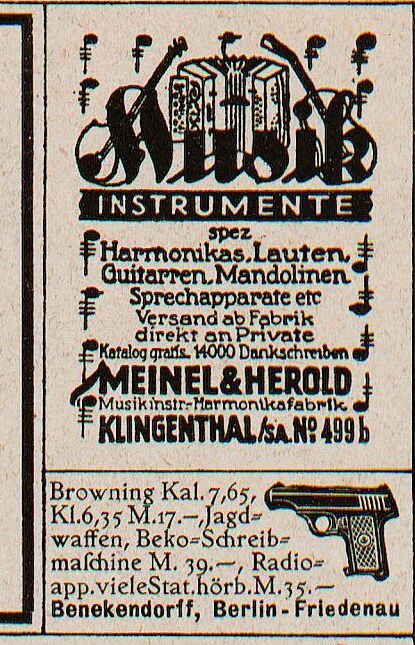 Musik
INSTRUMENTE
spez.
Harmonikas, Lauten,
Guitarren, Mandolinen
Sprechapparate etc
Versand ab Fabrik
direkt an Private
Katalog gratis. 14000 Dankschreiben
MEINEL & HEROLD
Musikinstr.-Harmonikafabrik
KLINGENTHAL/SA. No 499b
Browning Kal. 7,65,
Kl. 6,35 M. 17.–, Jagd-
waffen, Beko-Schreib-
maſchine M. 39.–, Radio-
app. viele Stat. hörb. M. 35.–
Benekendorff, Berlin-Friedenau